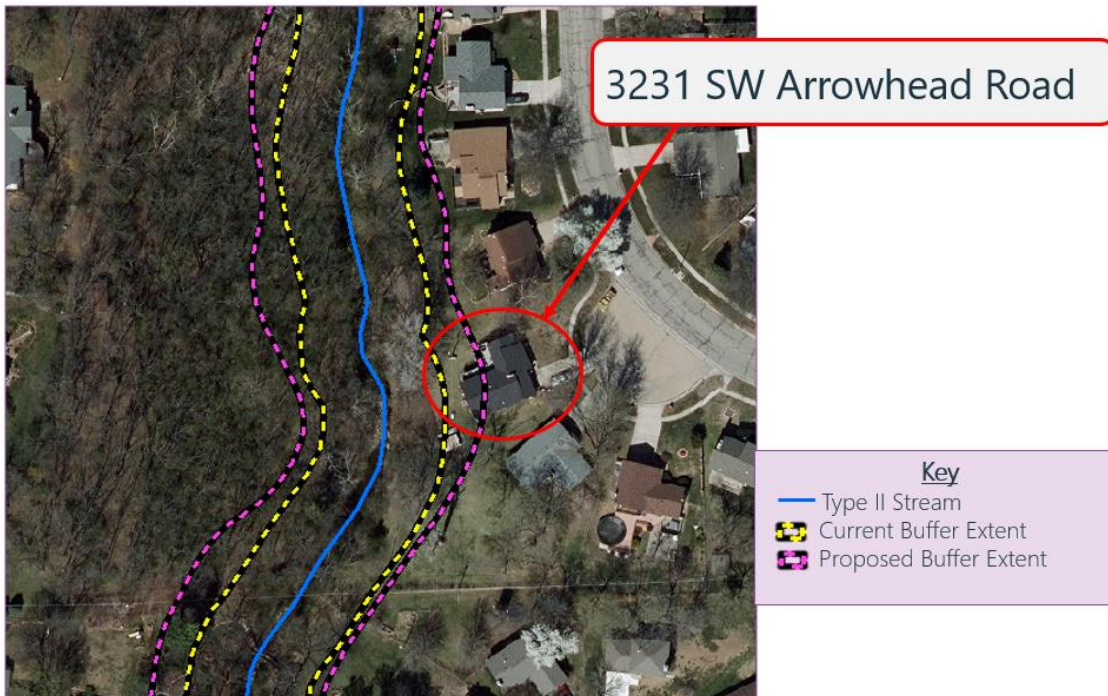 3231 SW Arrowhead Road
Key
Type II Stream
Current Buffer Extent
Proposed Buffer Extent